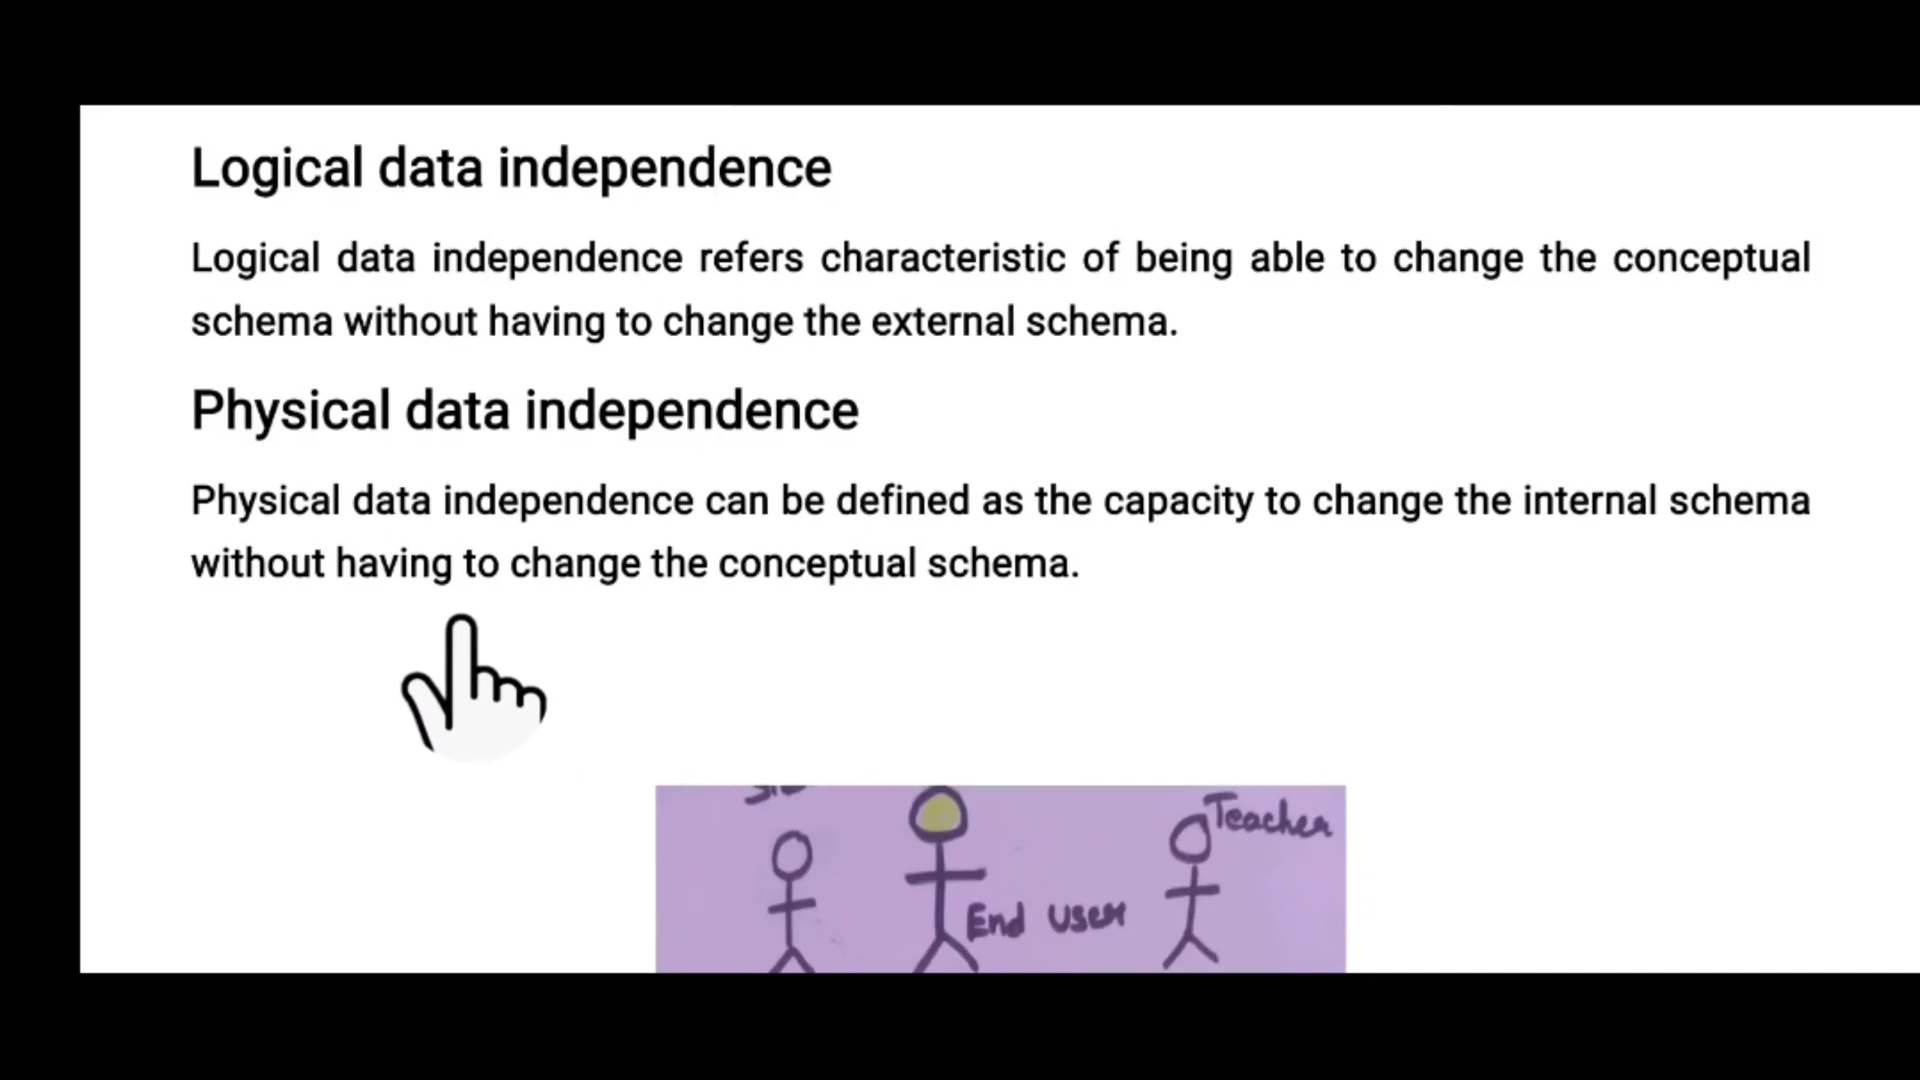 Logical data independence
Logical data independence refers characteristic of being able to change the conceptual
schema without having to change the external schema.
Physical data independence
Physical data independence can be defined as the capacity to change the internal schema
without having to change the conceptual schema.
Teacher
End user